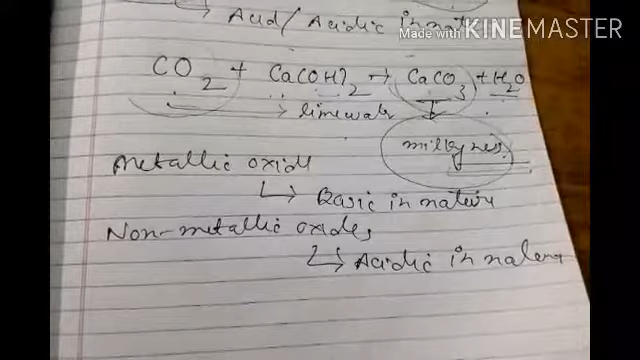 Acid/Acidic in nature
Made with KINEMASTER
CO2 + Ca(OH)2 → CaCO3 + H2O
→ limewater
milkyness
Metallic oxide
↳ Basic in nature
Non-metallic oxides
↳ Acidic in nature